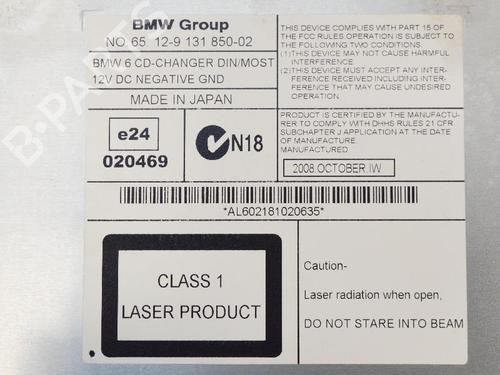 BMW Group
NO. 65. 12-9 131 850-02
BMW 6 CD-CHANGER DIN/MOST
12V DC NEGATIVE GND
MADE IN JAPAN
e24
020469
N18
THIS DEVICE COMPLIES WITH PART 15 OF
THE FCC RULES OPERATION IS SUBJECT TO
THE FOLLOWING TWO CONDITIONS.
(1)THIS DEVICE MAY NOT CAUSE HARMFUL
INTERFERENCE.
(2)THIS DEVICE MUST ACCEPT ANY INTER-
FERENCE RECEIVED INCLUDING INTER-
FERENCE THAT MAY CAUSE UNDESIRED
OPERATION.
PRODUCT IS CERTIFIED BY THE MANUFACTU-
RER TO COMPLY WITH DHHS RULES 21 CFR
SUBCHAPTER J APPLICATION AT THE DATE
OF MANUFACTURE.
MANUFACTURED
2008.OCTOBER.IW
*AL602181020635*
CLASS 1
LASER PRODUCT
Caution-
Laser radiation when open,
DO NOT STARE INTO BEAM